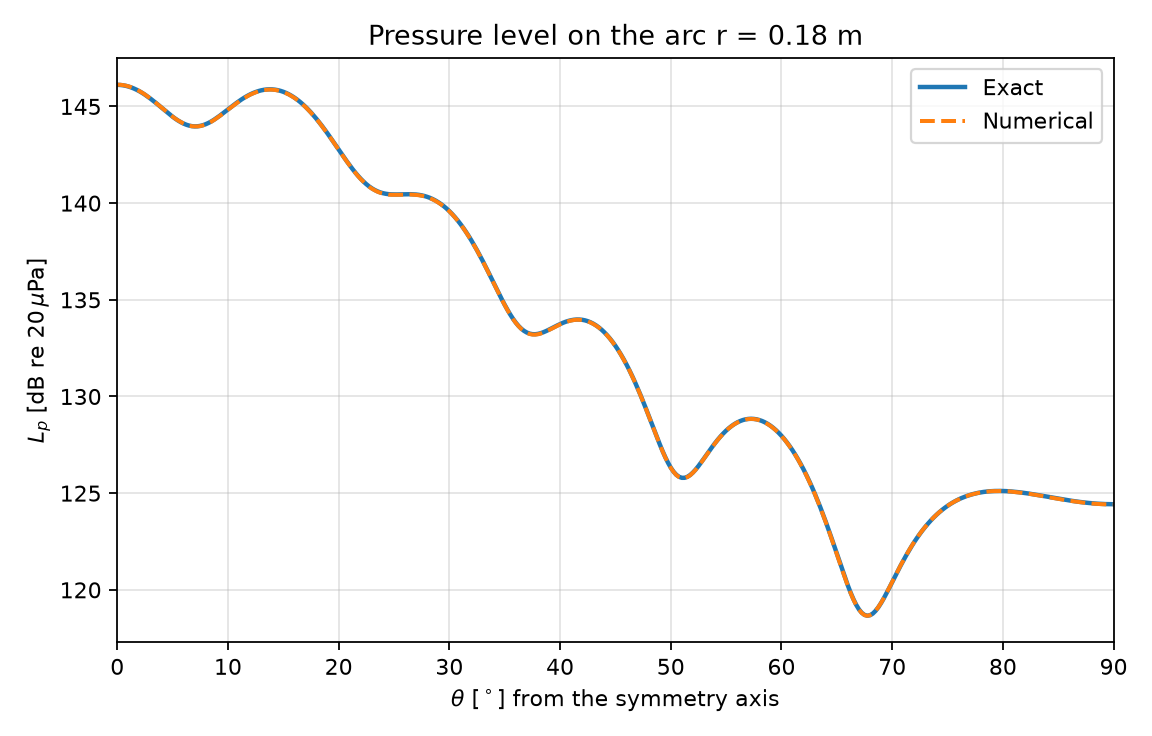 Pressure level on the arc r = 0.18 m
Exact
Numerical
L_p [dB re 20 μPa]
145
140
135
130
125
120
0 10 20 30 40 50 60 70 80 90
θ [°] from the symmetry axis